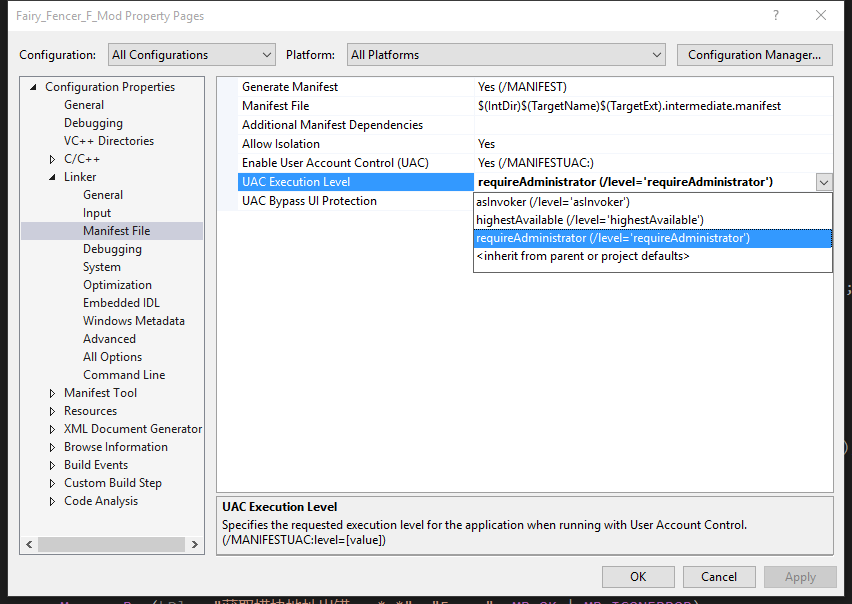 Fairy_Fencer_F_Mod Property Pages
Configuration: All Configurations Platform: All Platforms Configuration Manager...
Configuration Properties
General
Debugging
VC++ Directories
C/C++
Linker
General
Input
Manifest File
Debugging
System
Optimization
Embedded IDL
Windows Metadata
Advanced
All Options
Command Line
Manifest Tool
Resources
XML Document Generator
Browse Information
Build Events
Custom Build Step
Code Analysis
Generate Manifest Yes (/MANIFEST)
Manifest File $(IntDir)$(TargetName)$(TargetExt).intermediate.manifest
Additional Manifest Dependencies
Allow Isolation Yes
Enable User Account Control (UAC) Yes (/MANIFESTUAC:)
UAC Execution Level requireAdministrator (/level='requireAdministrator')
UAC Bypass UI Protection
asInvoker (/level='asInvoker')
highestAvailable (/level='highestAvailable')
requireAdministrator (/level='requireAdministrator')
<inherit from parent or project defaults>
UAC Execution Level
Specifies the requested execution level for the application when running with User Account Control.
(/MANIFESTUAC:level=[value])
OK Cancel Apply